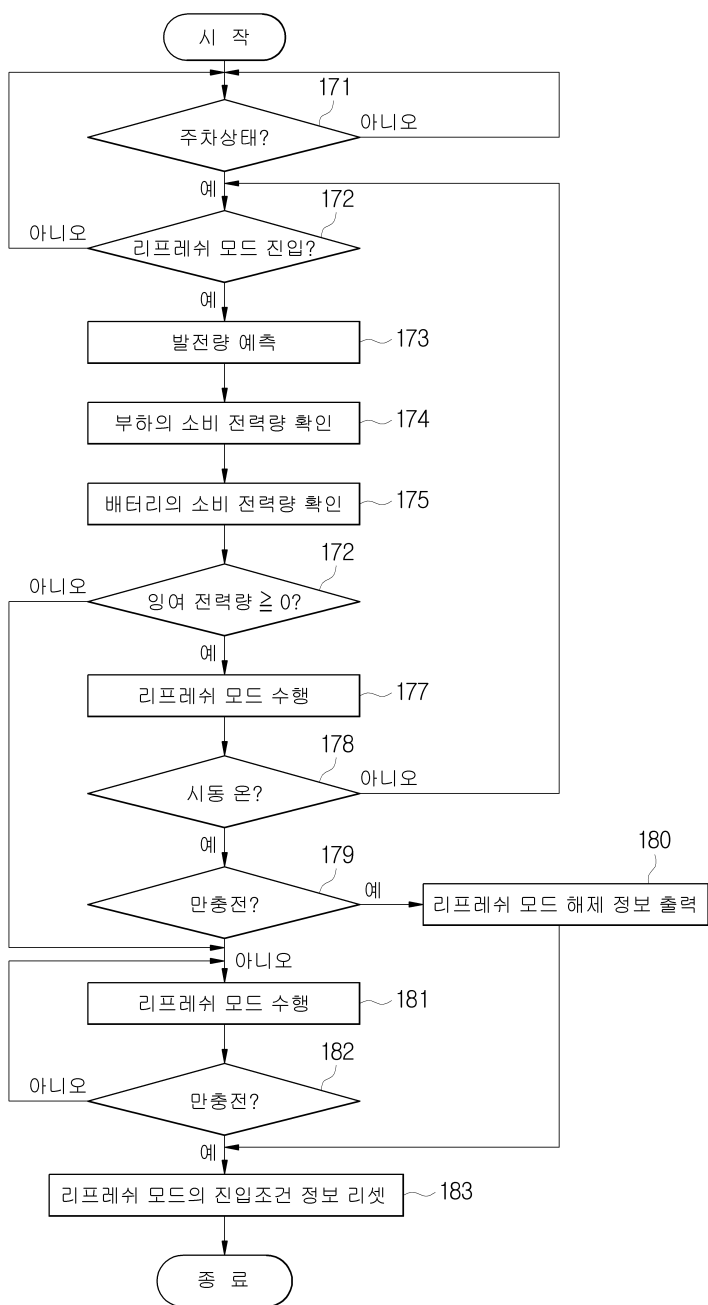 시 작
171
주차상태?
아니오
예
172
아니오
리프레쉬 모드 진입?
예
발전량 예측
173
부하의 소비 전력량 확인
174
배터리의 소비 전력량 확인
175
172
아니오
잉여 전력량 ≧ 0?
예
리프레쉬 모드 수행
177
178
시동 온?
아니오
예
179
만충전?
예
180
리프레쉬 모드 해제 정보 출력
아니오
리프레쉬 모드 수행
181
182
아니오
만충전?
예
리프레쉬 모드의 진입조건 정보 리셋
183
종 료